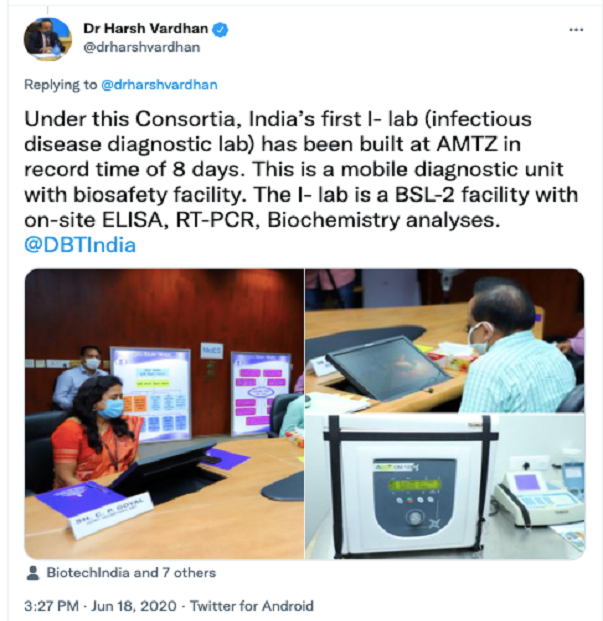 Dr Harsh Vardhan
@drharshvardhan
Replying to @drharshvardhan
Under this Consortia, India's first I- lab (infectious
disease diagnostic lab) has been built at AMTZ in
record time of 8 days. This is a mobile diagnostic unit
with biosafety facility. The I- lab is a BSL-2 facility with
on-site ELISA, RT-PCR, Biochemistry analyses.
@DBTIndia
MoES
SH. C. P. GOYAL
BiotechIndia and 7 others
3:27 PM · Jun 18, 2020 · Twitter for Android